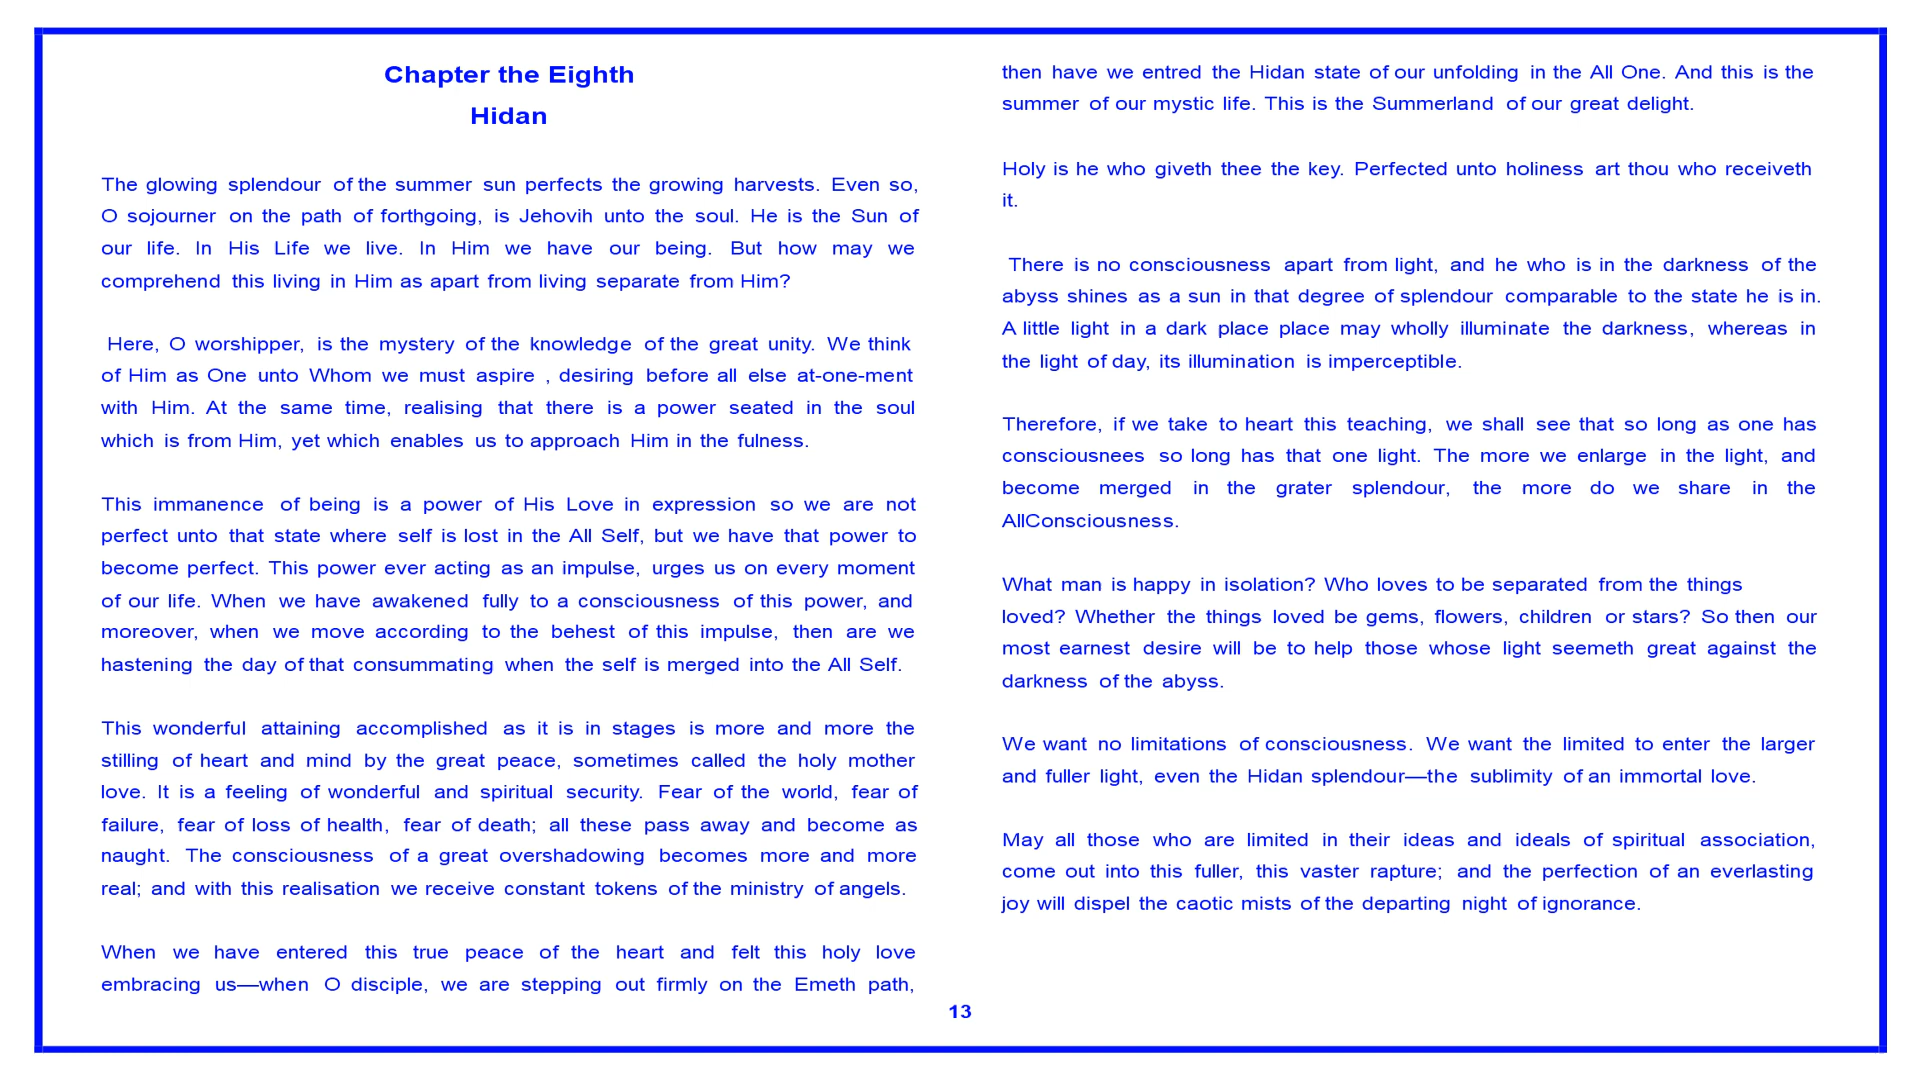 Chapter the Eighth
Hidan
The glowing splendour of the summer sun perfects the growing harvests. Even so,
O sojourner on the path of forthgoing, is Jehovih unto the soul. He is the Sun of
our life. In His Life we live. In Him we have our being. But how may we
comprehend this living in Him as apart from living separate from Him?
Here, O worshipper, is the mystery of the knowledge of the great unity. We think
of Him as One unto Whom we must aspire , desiring before all else at-one-ment
with Him. At the same time, realising that there is a power seated in the soul
which is from Him, yet which enables us to approach Him in the fulness.
This immanence of being is a power of His Love in expression so we are not
perfect unto that state where self is lost in the All Self, but we have that power to
become perfect. This power ever acting as an impulse, urges us on every moment
of our life. When we have awakened fully to a consciousness of this power, and
moreover, when we move according to the behest of this impulse, then are we
hastening the day of that consummating when the self is merged into the All Self.
This wonderful attaining accomplished as it is in stages is more and more the
stilling of heart and mind by the great peace, sometimes called the holy mother
love. It is a feeling of wonderful and spiritual security. Fear of the world, fear of
failure, fear of loss of health, fear of death; all these pass away and become as
naught. The consciousness of a great overshadowing becomes more and more
real; and with this realisation we receive constant tokens of the ministry of angels.
When we have entered this true peace of the heart and felt this holy love
embracing us—when O disciple, we are stepping out firmly on the Emeth path,
then have we entred the Hidan state of our unfolding in the All One. And this is the
summer of our mystic life. This is the Summerland of our great delight.
Holy is he who giveth thee the key. Perfected unto holiness art thou who receiveth
it.
There is no consciousness apart from light, and he who is in the darkness of the
abyss shines as a sun in that degree of splendour comparable to the state he is in.
A little light in a dark place place may wholly illuminate the darkness, whereas in
the light of day, its illumination is imperceptible.
Therefore, if we take to heart this teaching, we shall see that so long as one has
consciousnees so long has that one light. The more we enlarge in the light, and
become merged in the grater splendour, the more do we share in the
AllConsciousness.
What man is happy in isolation? Who loves to be separated from the things
loved? Whether the things loved be gems, flowers, children or stars? So then our
most earnest desire will be to help those whose light seemeth great against the
darkness of the abyss.
We want no limitations of consciousness. We want the limited to enter the larger
and fuller light, even the Hidan splendour—the sublimity of an immortal love.
May all those who are limited in their ideas and ideals of spiritual association,
come out into this fuller, this vaster rapture; and the perfection of an everlasting
joy will dispel the caotic mists of the departing night of ignorance.
13